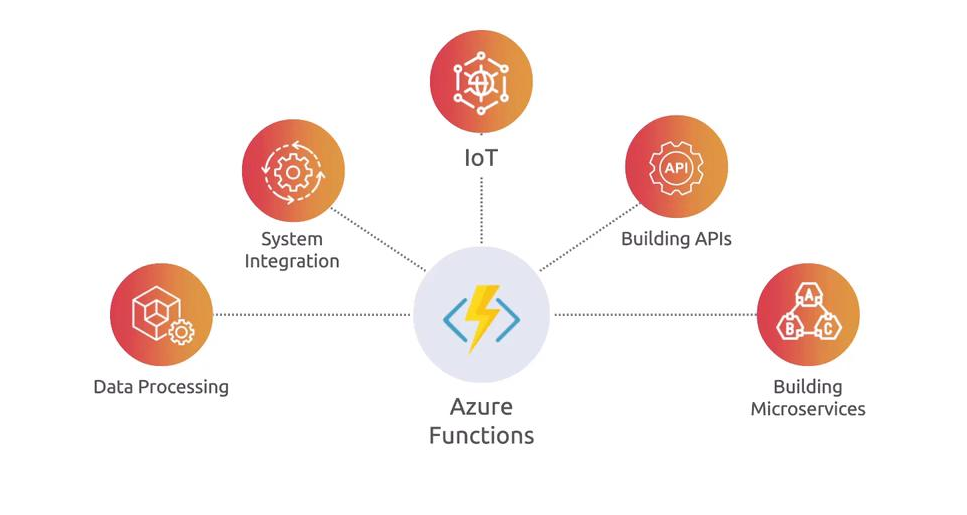 IoT
API
System
Integration
Building APIs
A
B
C
Data Processing
Building
Microservices
Azure
Functions